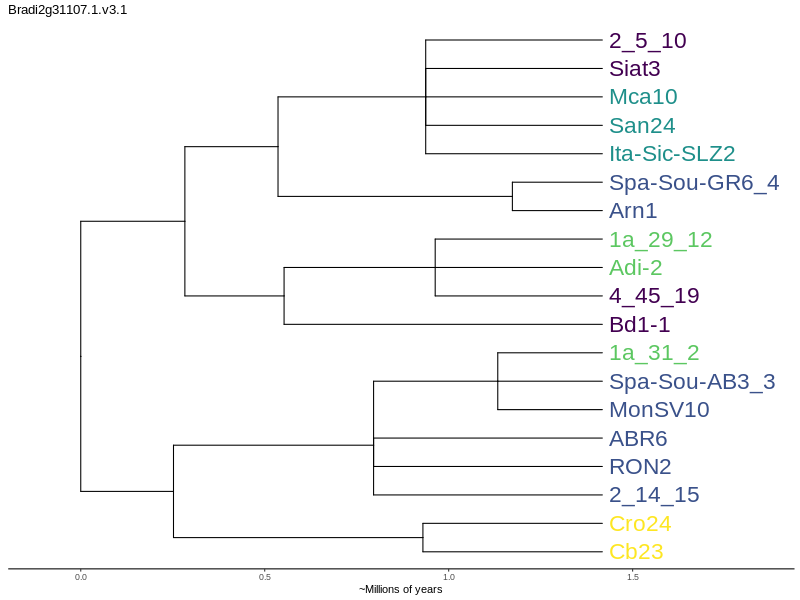 Bradi2g31107.1.v3.1
2_5_10
Siat3
Mca10
San24
Ita-Sic-SLZ2
Spa-Sou-GR6_4
Arn1
1a_29_12
Adi-2
4_45_19
Bd1-1
1a_31_2
Spa-Sou-AB3_3
MonSV10
ABR6
RON2
2_14_15
Cro24
Cb23
0.0 0.5 1.0 1.5
~Millions of years